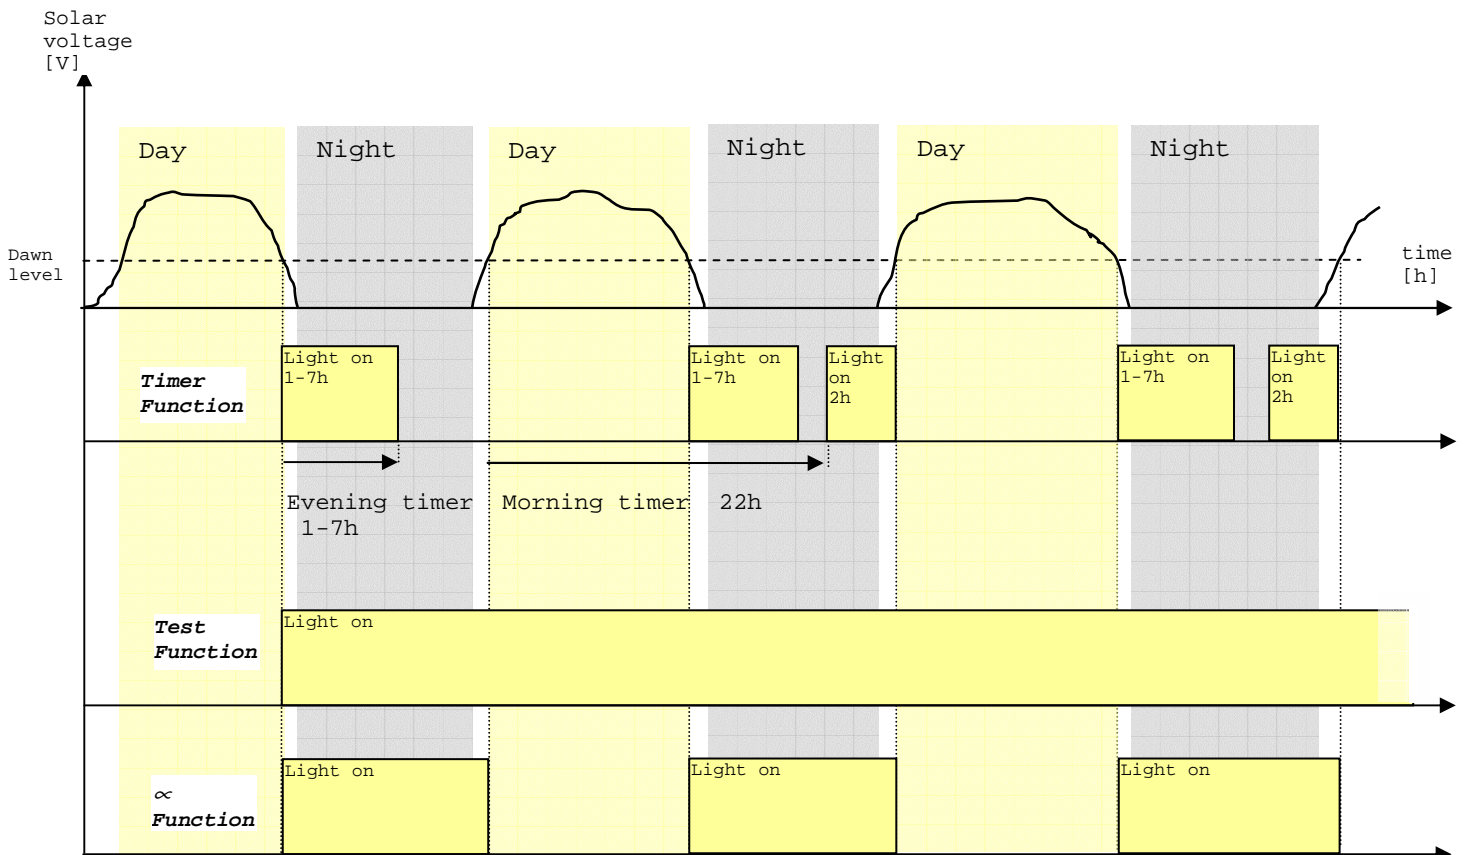 Solar
voltage
[V]
Day
Night
Day
Night
Day
Night
Dawn
level
time
[h]
Timer
Function
Light on
1-7h
Light on
1-7h
Light
on
2h
Light on
1-7h
Light
on
2h
Evening timer
1-7h
Morning timer 22h
Test
Function
Light on
∝
Function
Light on
Light on
Light on